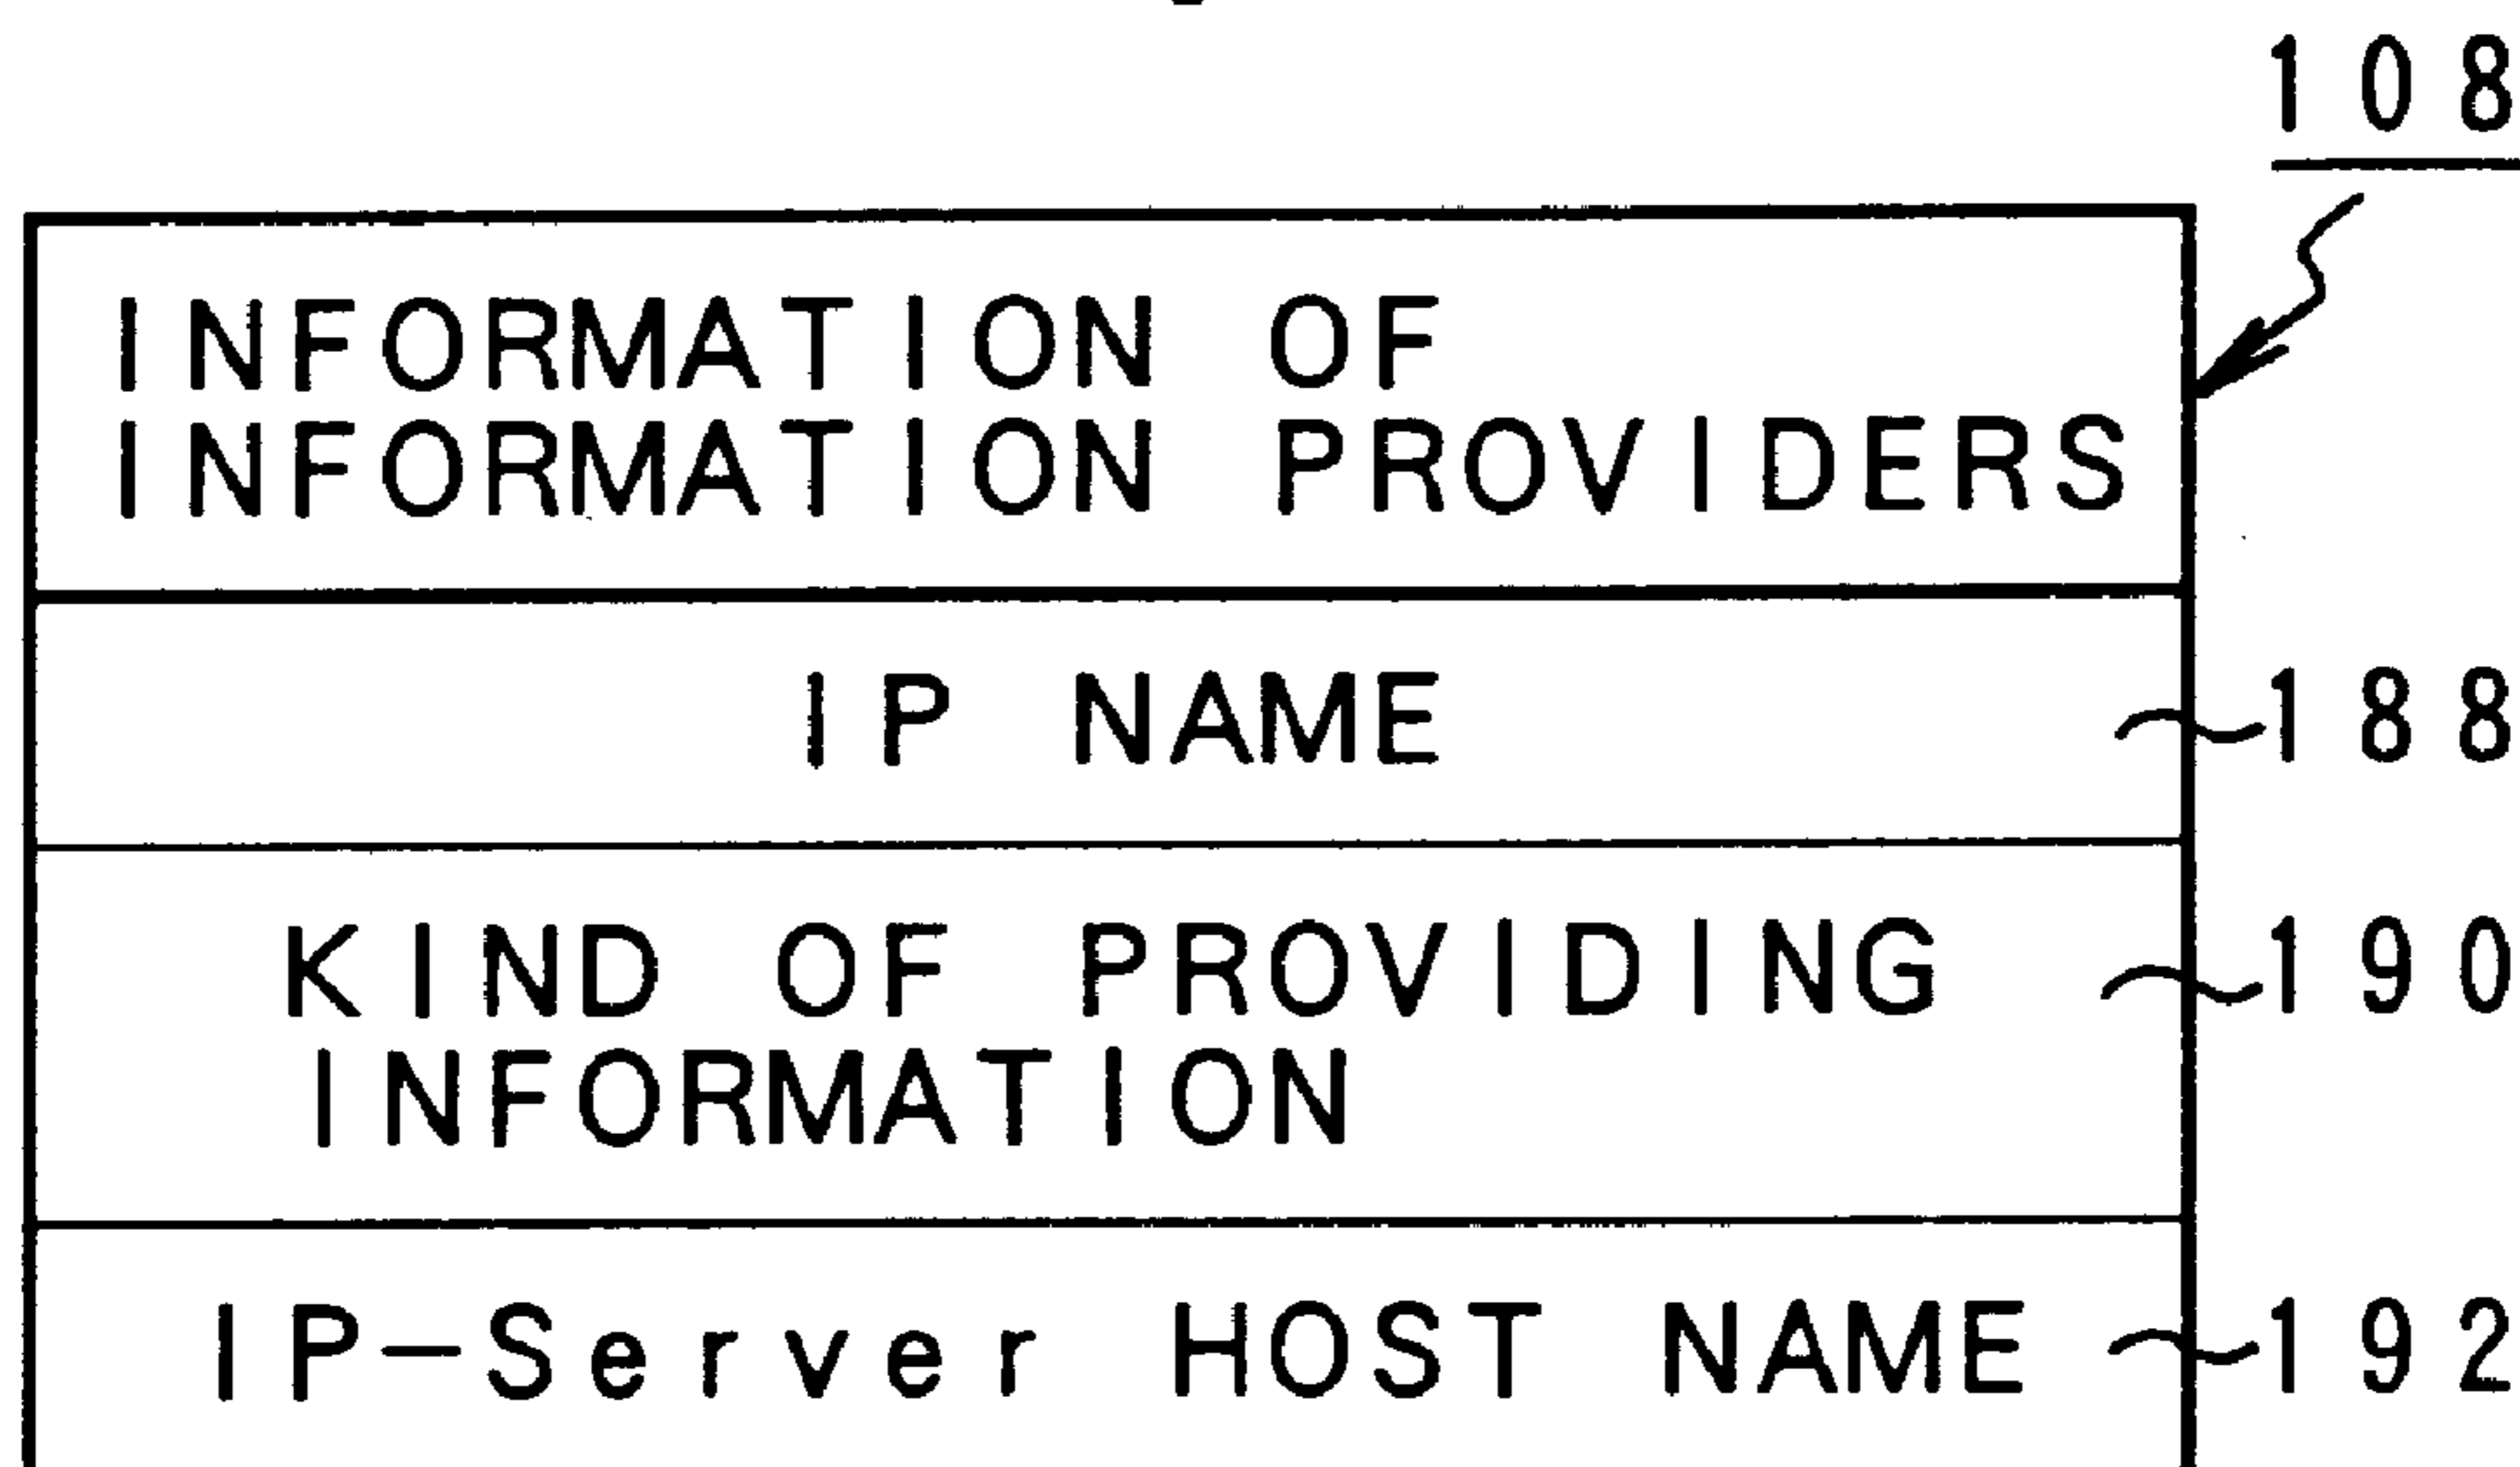 108
INFORMATION OF
INFORMATION PROVIDERS
IP NAME 188
KIND OF PROVIDING 190
INFORMATION
IP-Server HOST NAME 192